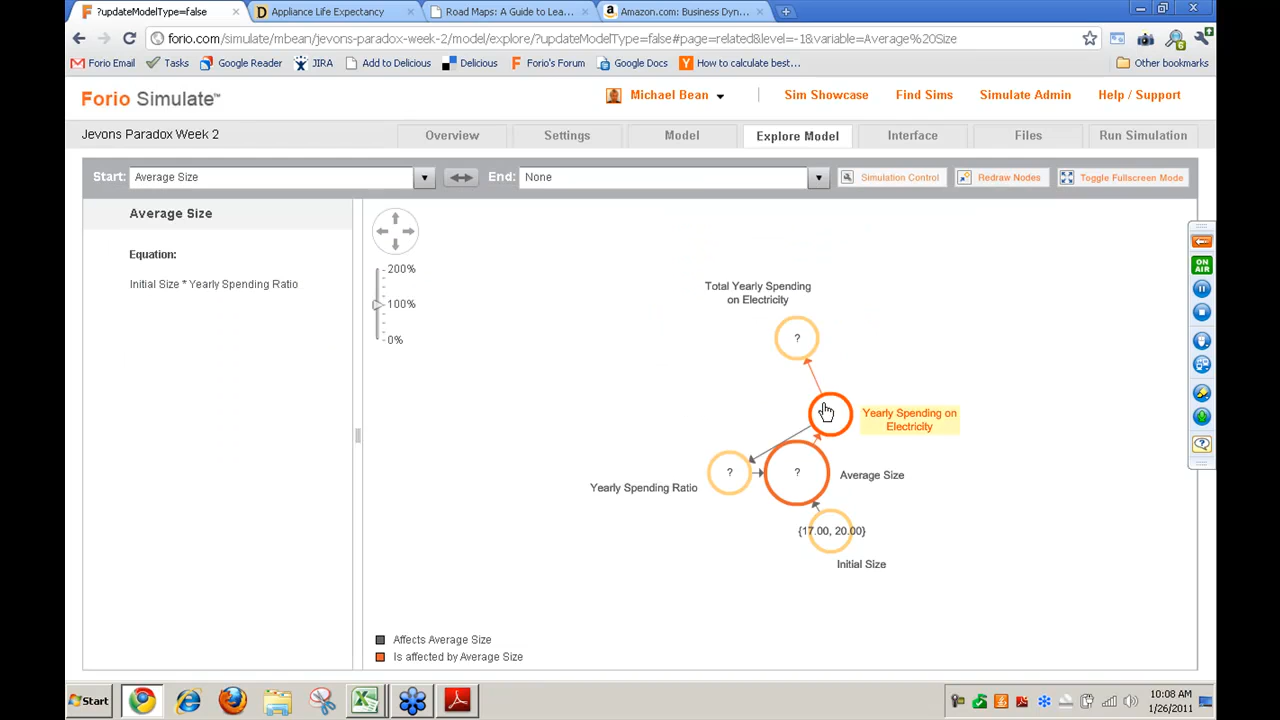 ?updateModelType=false
Appliance Life Expectancy
Road Maps: A Guide to Lea...
Amazon.com: Business Dyn...
forio.com/simulate/mbean/jevons-paradox-week-2/model/explore/?updateModelType=false#page=related&level=-1&variable=Average%20Size
Forio Email
Tasks
Google Reader
JIRA
Add to Delicious
Delicious
Forio's Forum
Google Docs
How to calculate best...
Other bookmarks
Forio Simulate™
Michael Bean
Sim Showcase
Find Sims
Simulate Admin
Help / Support
Jevons Paradox Week 2
Overview
Settings
Model
Explore Model
Interface
Files
Run Simulation
Start:
Average Size
End:
None
Simulation Control
Redraw Nodes
Toggle Fullscreen Mode
Average Size
Equation:
Initial Size * Yearly Spending Ratio
200%
100%
0%
Total Yearly Spending
on Electricity
?
Yearly Spending on
Electricity
Yearly Spending Ratio
?
?
Average Size
{17.00, 20.00}
Initial Size
Affects Average Size
Is affected by Average Size
ON
AIR
Start
10:08 AM
1/26/2011